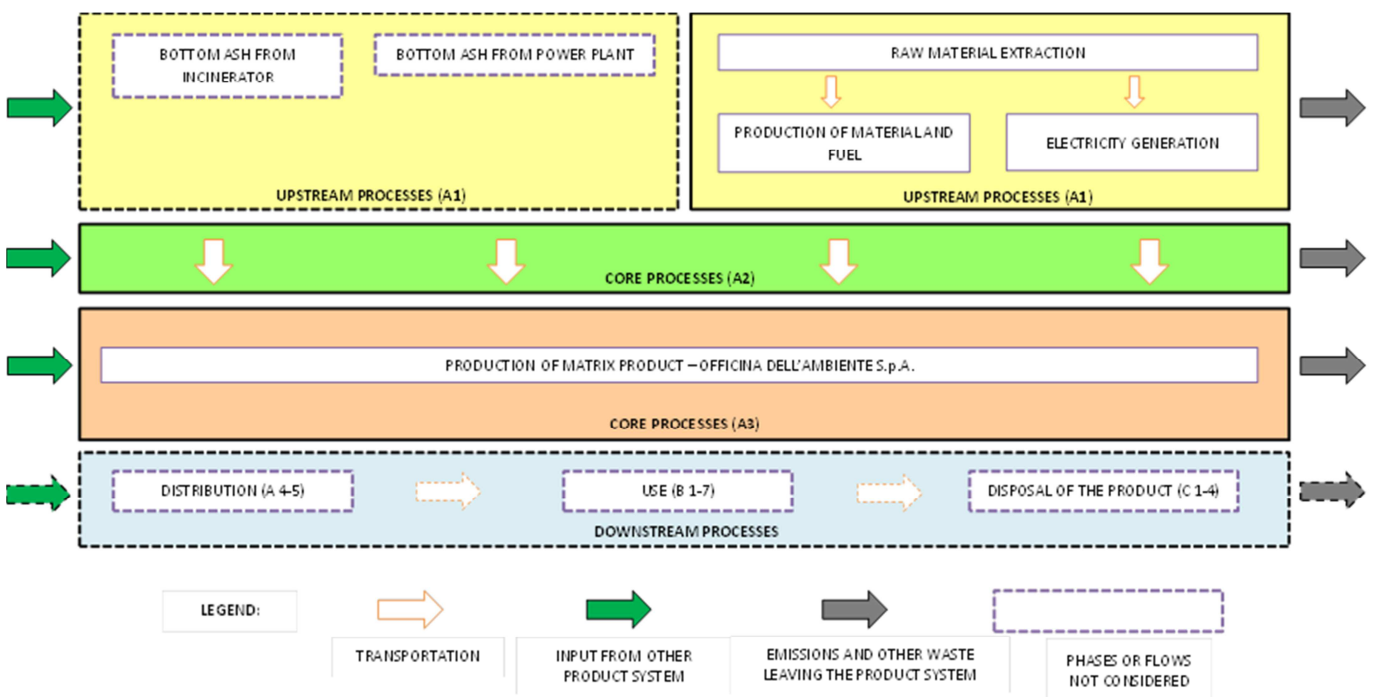 BOTTOM ASH FROM
INCINERATOR
BOTTOM ASH FROM POWER PLANT
UPSTREAM PROCESSES (A1)
RAW MATERIAL EXTRACTION
PRODUCTION OF MATERIAL AND
FUEL
ELECTRICITY GENERATION
UPSTREAM PROCESSES (A1)
CORE PROCESSES (A2)
PRODUCTION OF MATRIX PRODUCT – OFFICINA DELL'AMBIENTE S.p.A.
CORE PROCESSES (A3)
DISTRIBUTION (A 4-5)
USE (B 1-7)
DISPOSAL OF THE PRODUCT (C 1-4)
DOWNSTREAM PROCESSES
LEGEND:
TRANSPORTATION
INPUT FROM OTHER
PRODUCT SYSTEM
EMISSIONS AND OTHER WASTE
LEAVING THE PRODUCT SYSTEM
PHASES OR FLOWS
NOT CONSIDERED